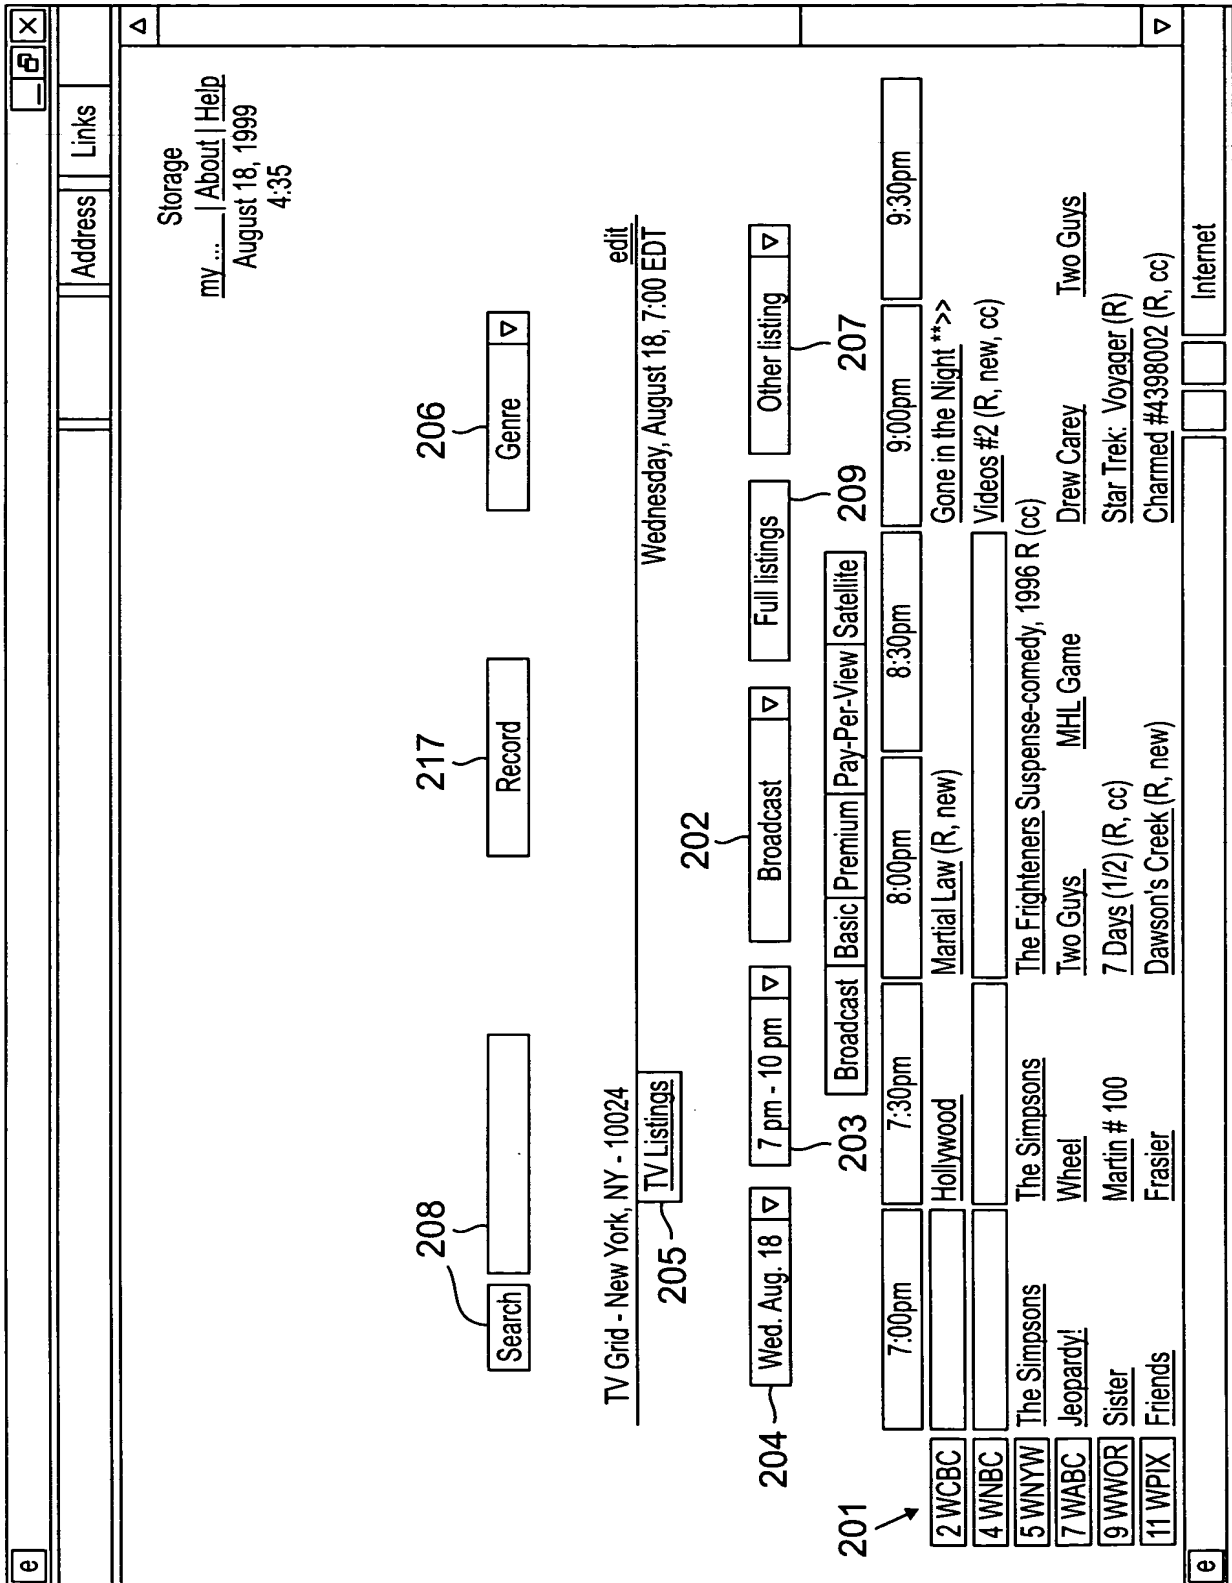 e
Address Links
Storage
my ... | About | Help
August 18, 1999
4:35
208 217 206
Search Record Genre
edit
TV Grid - New York, NY - 10024
205 TV Listings Wednesday, August 18, 7:00 EDT
202
Wed. Aug. 18 7 pm - 10 pm Broadcast Full listings Other listing
204 203 209 207
Broadcast Basic Premium Pay-Per-View Satellite
201
7:00pm 7:30pm 8:00pm 8:30pm 9:00pm 9:30pm
2 WCBC Hollywood Martial Law (R, new) Gone in the Night **>>
4 WNBC Videos #2 (R, new, cc)
5 WNYW The Simpsons The Simpsons The Frighteners Suspense-comedy, 1996 R (cc)
7 WABC Jeopardy! Wheel Two Guys MHL Game Drew Carey Two Guys
9 WWOR Sister Martin # 100 7 Days (1/2) (R, cc) Star Trek: Voyager (R)
11 WPIX Friends Frasier Dawson's Creek (R, new) Charmed #4398002 (R, cc)
e Internet